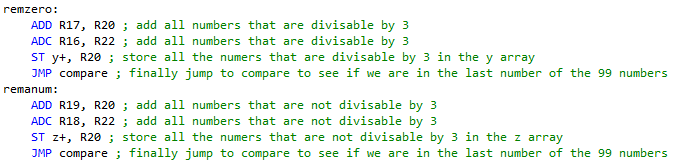 remzero:
ADD R17, R20 ; add all numbers that are divisable by 3
ADC R16, R22 ; add all numbers that are divisable by 3
ST y+, R20 ; store all the numers that are divisable by 3 in the y array
JMP compare ; finally jump to compare to see if we are in the last number of the 99 numbers
remanum:
ADD R19, R20 ; add all numbers that are not divisable by 3
ADC R18, R22 ; add all numbers that are not divisable by 3
ST z+, R20 ; store all the numers that are not divisable by 3 in the z array
JMP compare ; finally jump to compare to see if we are in the last number of the 99 numbers